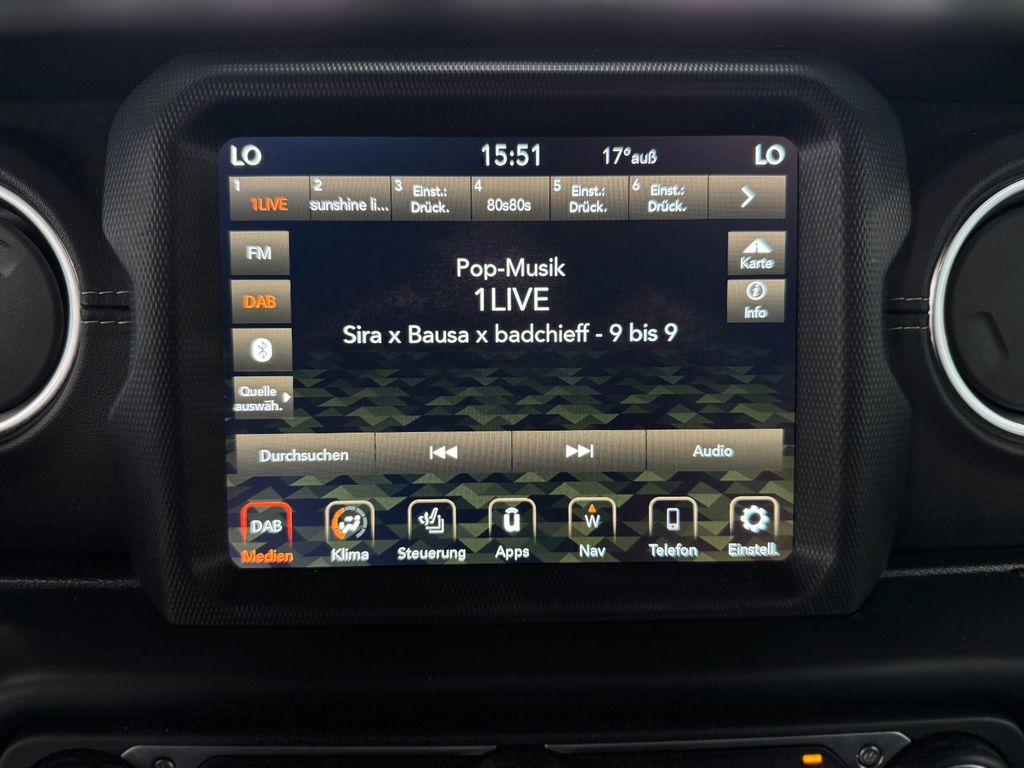 LO 15:51 17°auß LO
1 1LIVE 2 sunshine li... 3 Einst.: Drück. 4 80s80s 5 Einst.: Drück. 6 Einst.: Drück.
FM
DAB
Quelle auswäh.
Pop-Musik
1LIVE
Sira x Bausa x badchieff - 9 bis 9
Karte
Info
Durchsuchen Audio
DAB W
Medien Klima Steuerung Apps Nav Telefon Einstell.